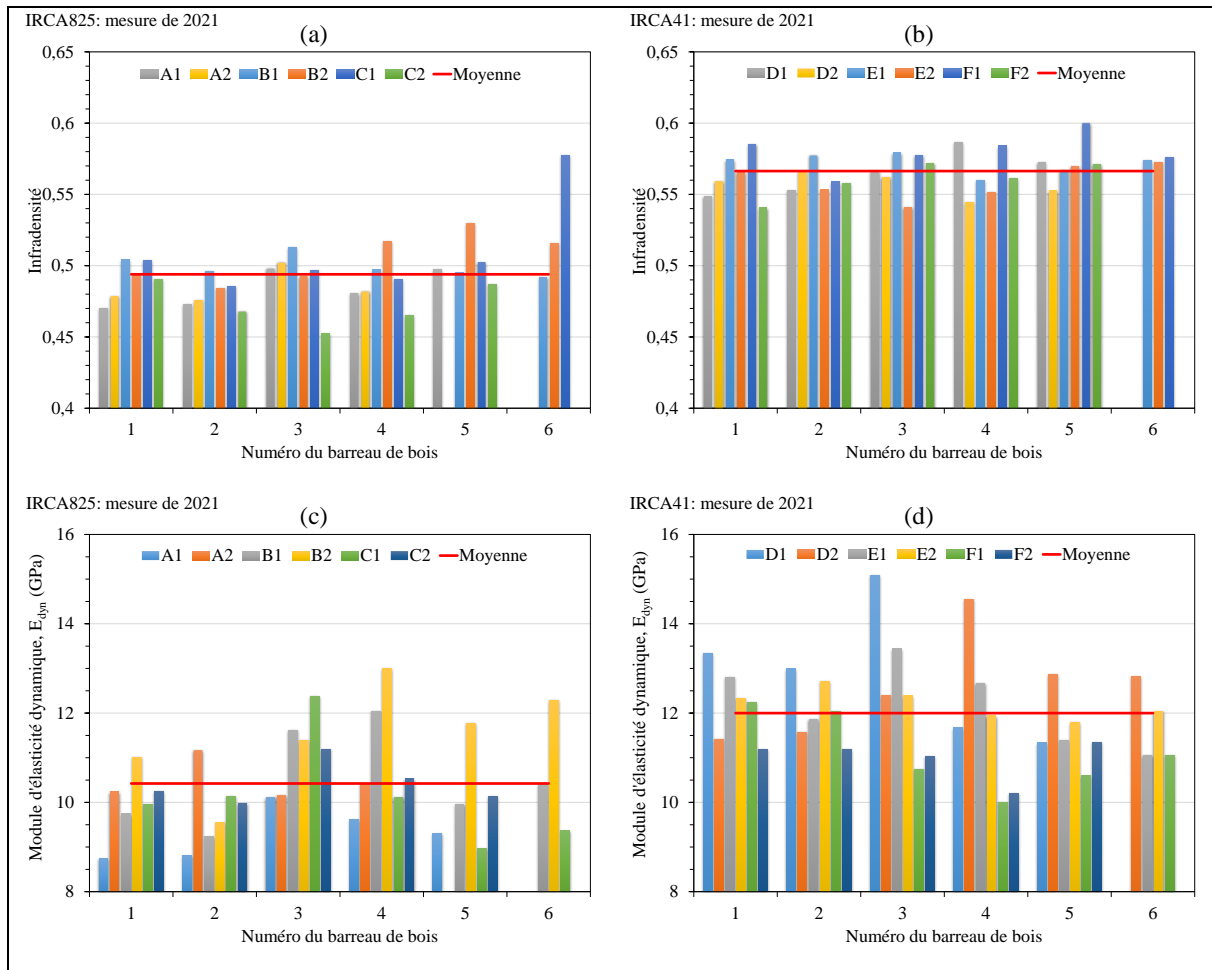 IRCA825: mesure de 2021
(a)
A1 A2 B1 B2 C1 C2 Moyenne
Infradensité
0,65
0,6
0,55
0,5
0,45
0,4
1 2 3 4 5 6
Numéro du barreau de bois
IRCA41: mesure de 2021
(b)
D1 D2 E1 E2 F1 F2 Moyenne
Infradensité
0,65
0,6
0,55
0,5
0,45
0,4
1 2 3 4 5 6
Numéro du barreau de bois
IRCA825: mesure de 2021
(c)
A1 A2 B1 B2 C1 C2 Moyenne
Module d'élasticité dynamique, Edyn (GPa)
16
14
12
10
8
1 2 3 4 5 6
Numéro du barreau de bois
IRCA41: mesure de 2021
(d)
D1 D2 E1 E2 F1 F2 Moyenne
Module d'élasticité dynamique, Edyn (GPa)
16
14
12
10
8
1 2 3 4 5 6
Numéro du barreau de bois